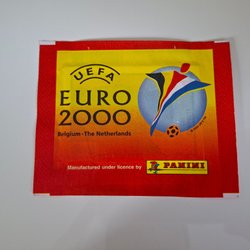 UEFA
EURO
2000
Belgium - The Netherlands
Manufactured under licence by
PANINI